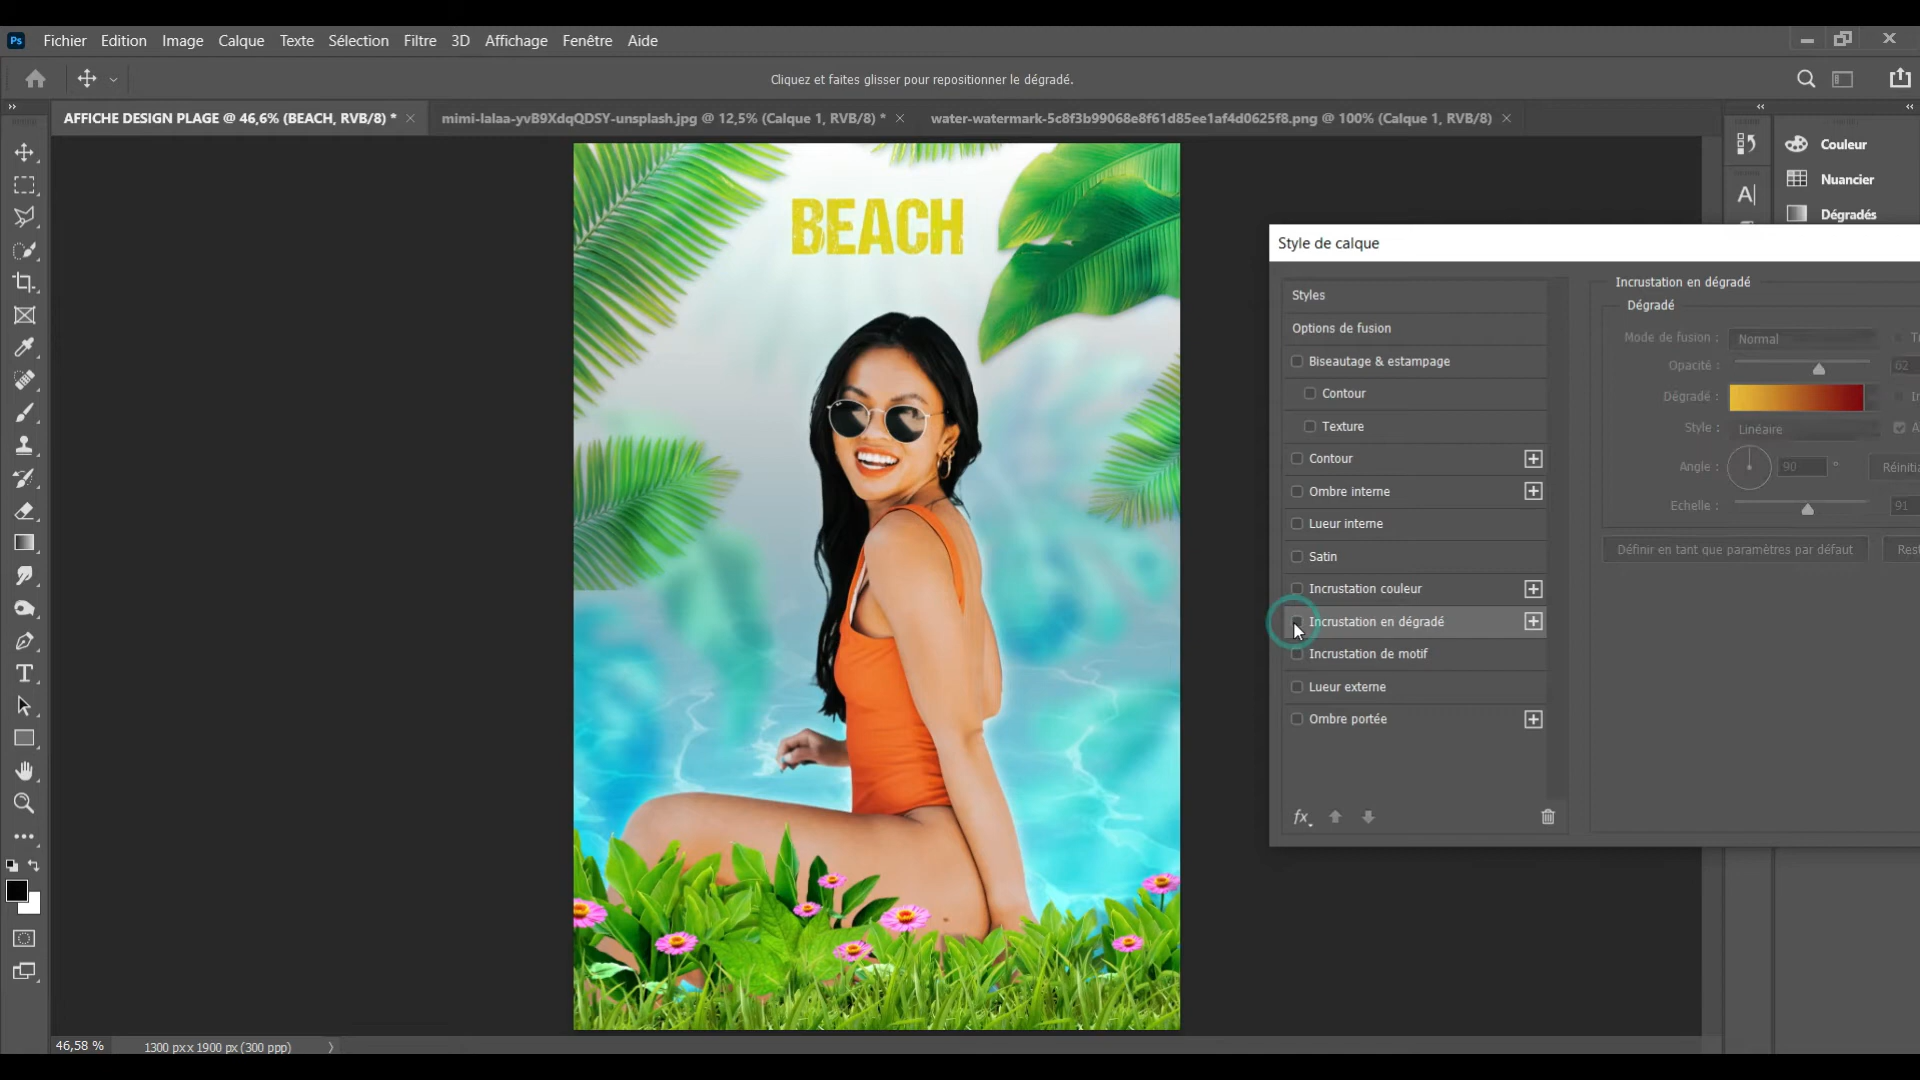 Ps Fichier Edition Image Calque Texte Sélection Filtre 3D Affichage Fenêtre Aide
Cliquez et faites glisser pour repositionner le dégradé.
AFFICHE DESIGN PLAGE @ 46,6% (BEACH, RVB/8) *
mimi-lalaa-yvB9XdqQDSY-unsplash.jpg @ 12,5% (Calque 1, RVB/8) *
water-watermark-5c8f3b99068e8f61d85ee1af4d0625f8.png @ 100% (Calque 1, RVB/8)
Couleur
Nuancier
Dégradés
BEACH
Style de calque
Styles
Options de fusion
Biseautage & estampage
Contour
Texture
Contour
Ombre interne
Lueur interne
Satin
Incrustation couleur
Incrustation en dégradé
Incrustation de motif
Lueur externe
Ombre portée
fx
Incrustation en dégradé
Dégradé
Mode de fusion : Normal
Opacité : 62
Dégradé :
Style : Linéaire
Angle : 90 ° Réinitia
Echelle : 91
Définir en tant que paramètres par défaut Rest
46,58 % 1300 px x 1900 px (300 ppp)